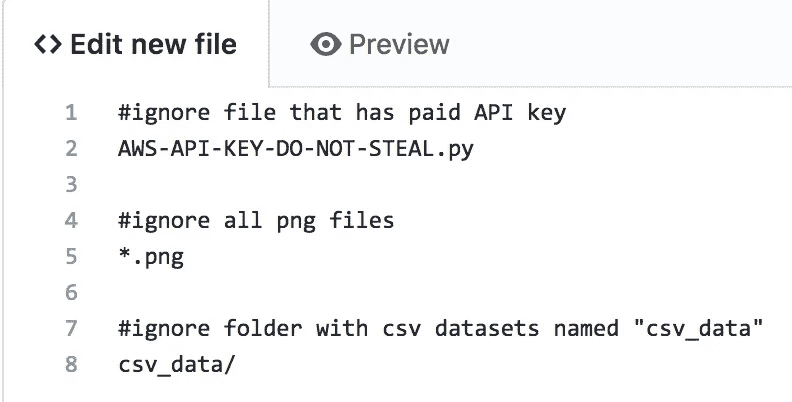 <> Edit new file
Preview
1 #ignore file that has paid API key
2 AWS-API-KEY-DO-NOT-STEAL.py
3
4 #ignore all png files
5 *.png
6
7 #ignore folder with csv datasets named "csv_data"
8 csv_data/